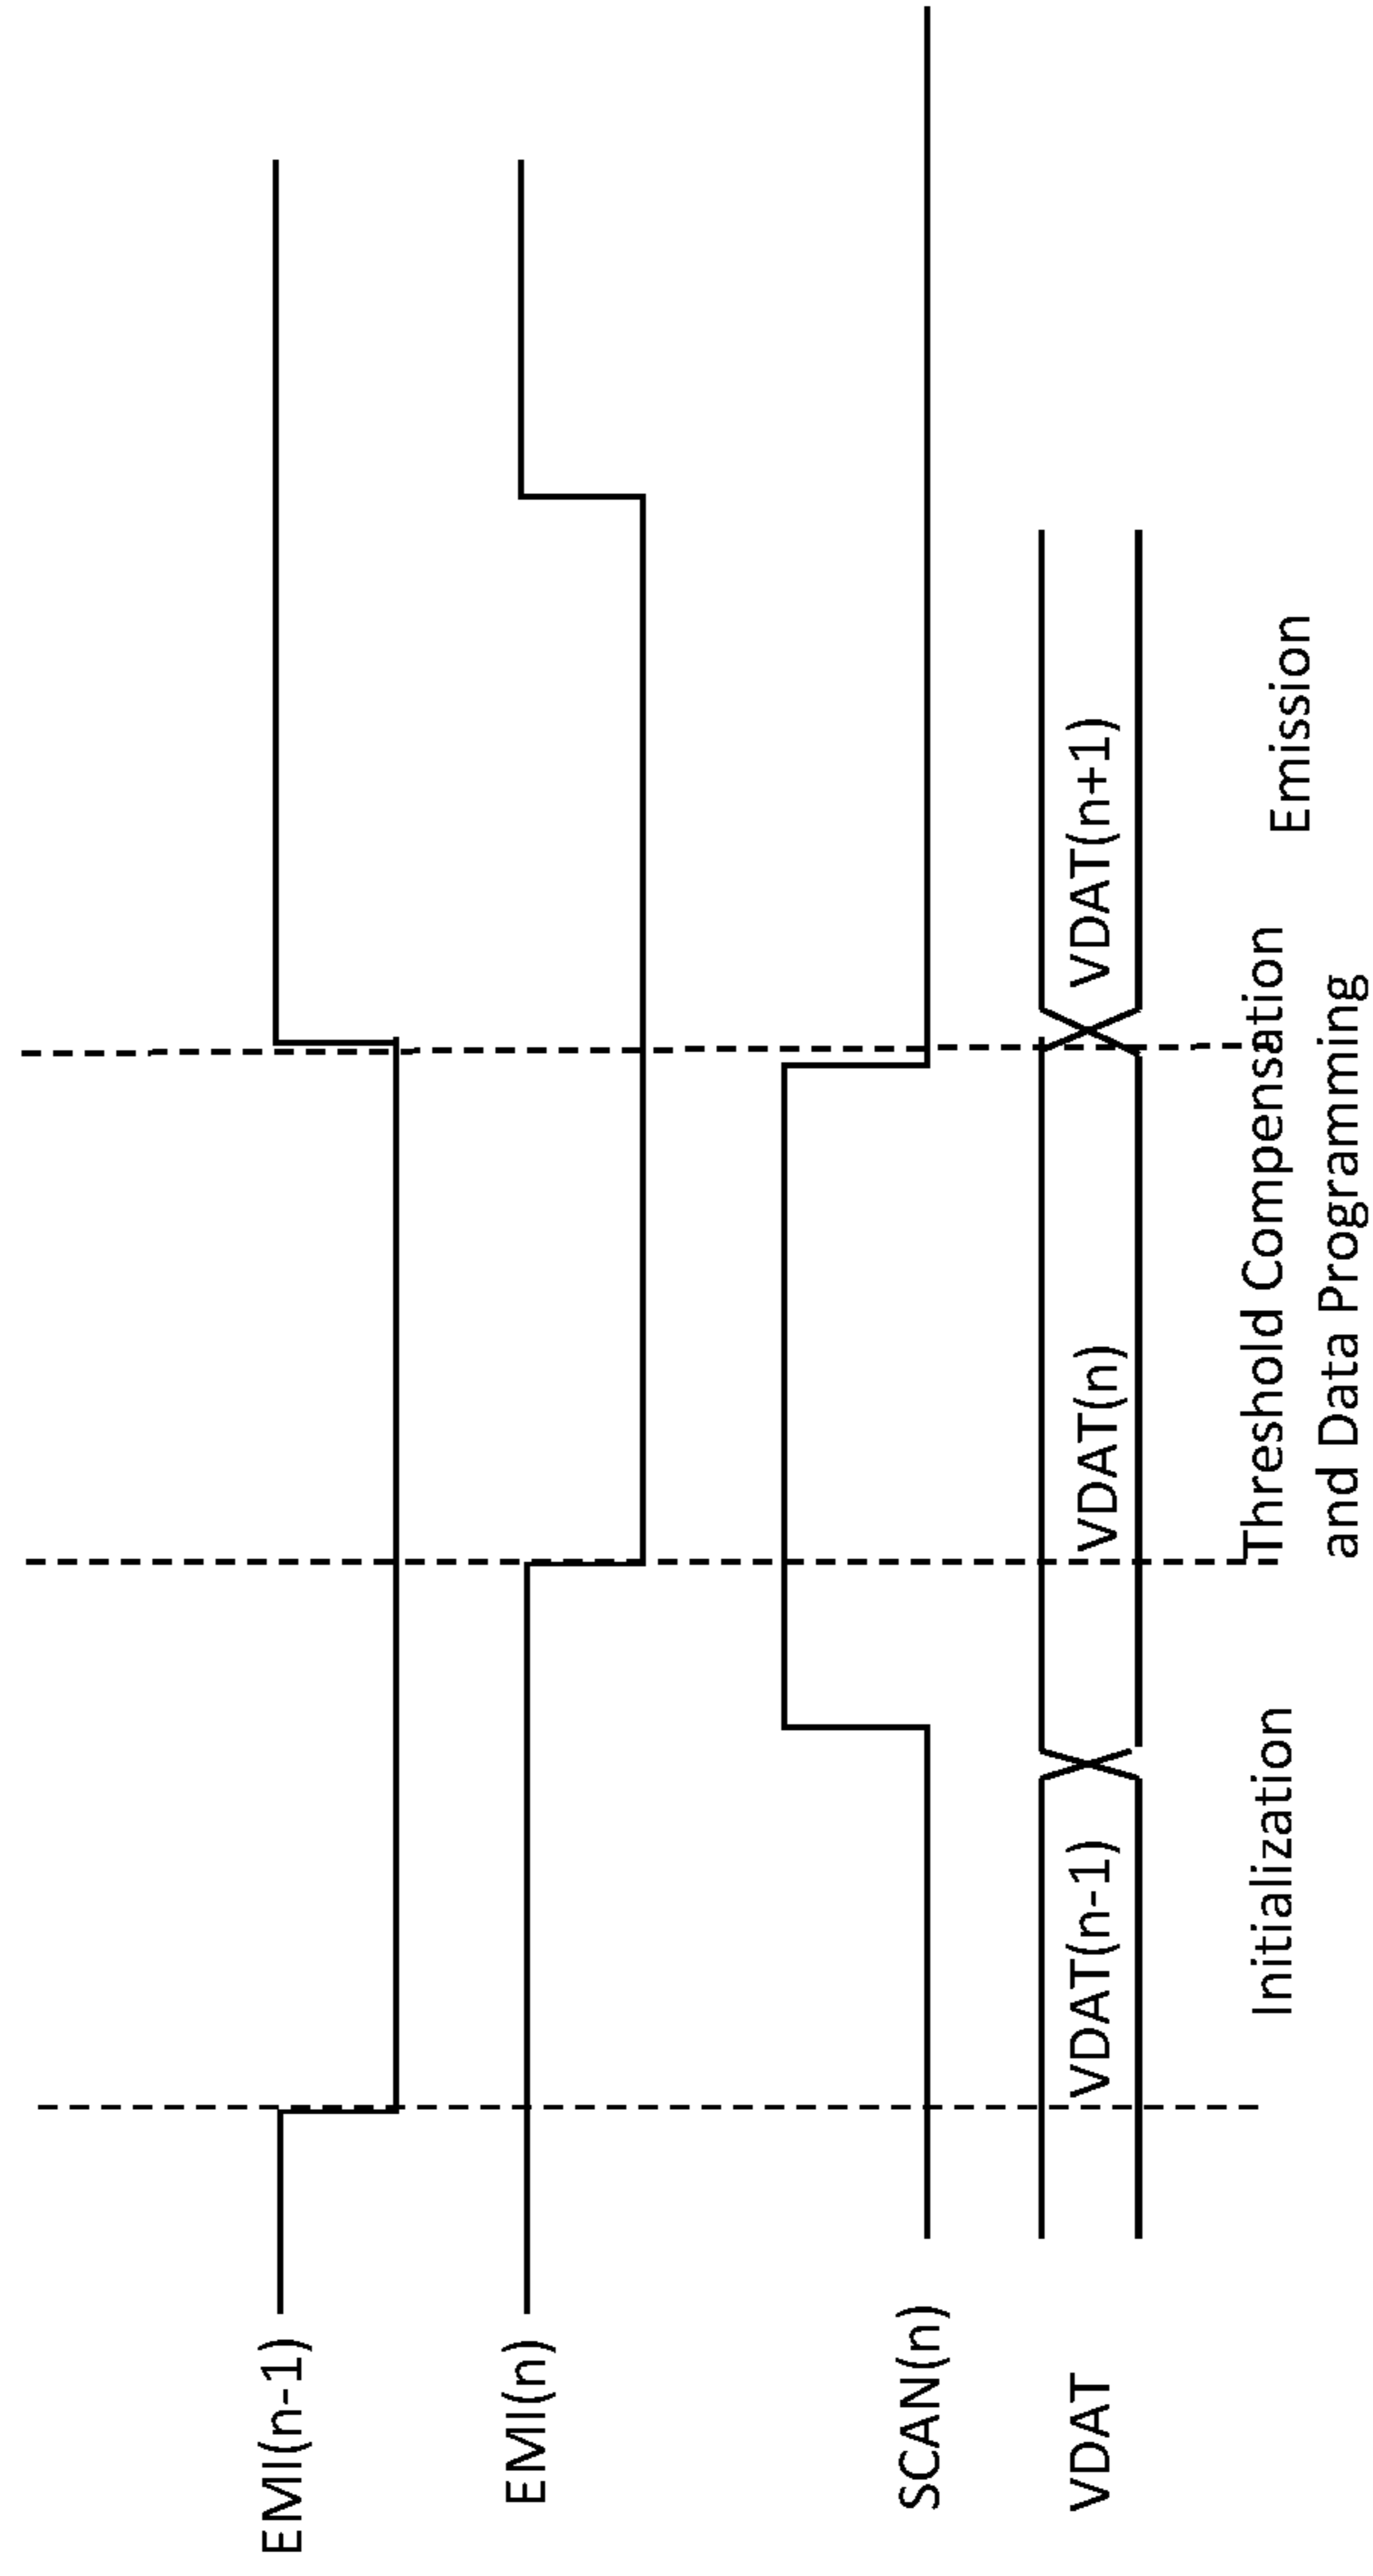 EMI(n-1)
EMI(n)
SCAN(n)
VDAT
VDAT(n-1)
VDAT(n)
VDAT(n+1)
Initialization
Threshold Compensation
and Data Programming
Emission